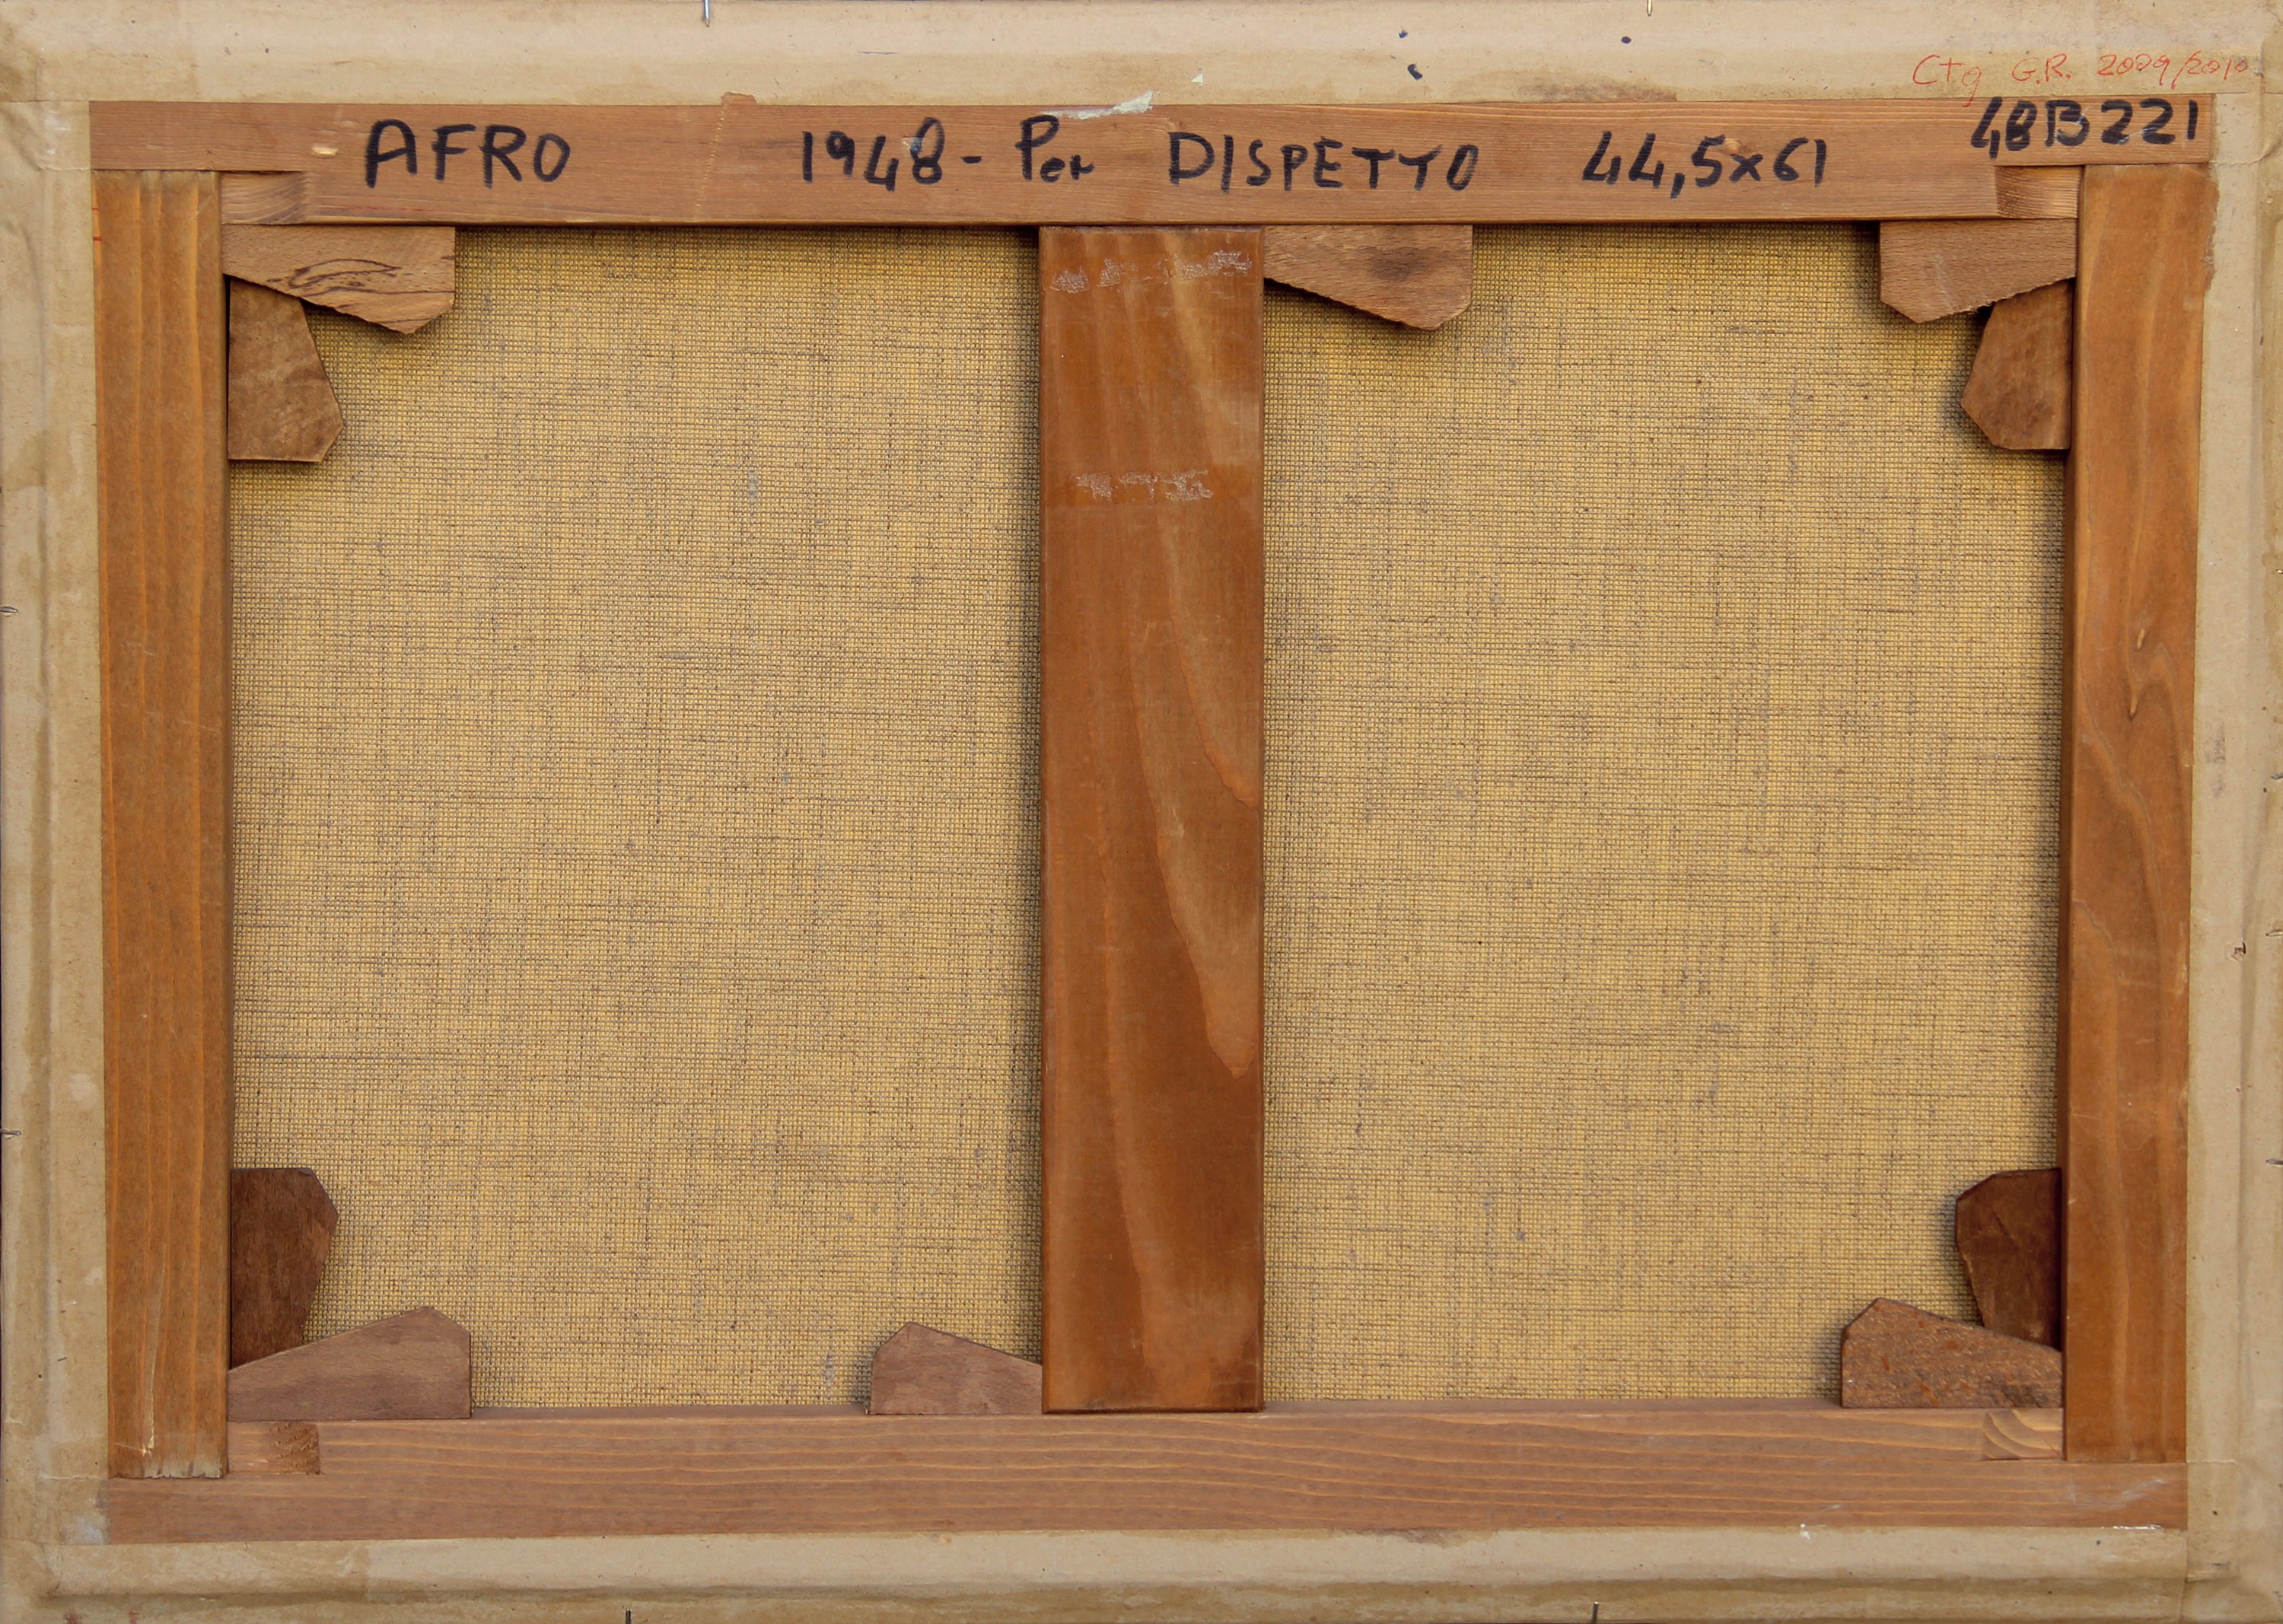 Ctg G.R. 2009/2010
AFRO 1948 - Per DISPETTO 44,5x61 48B221